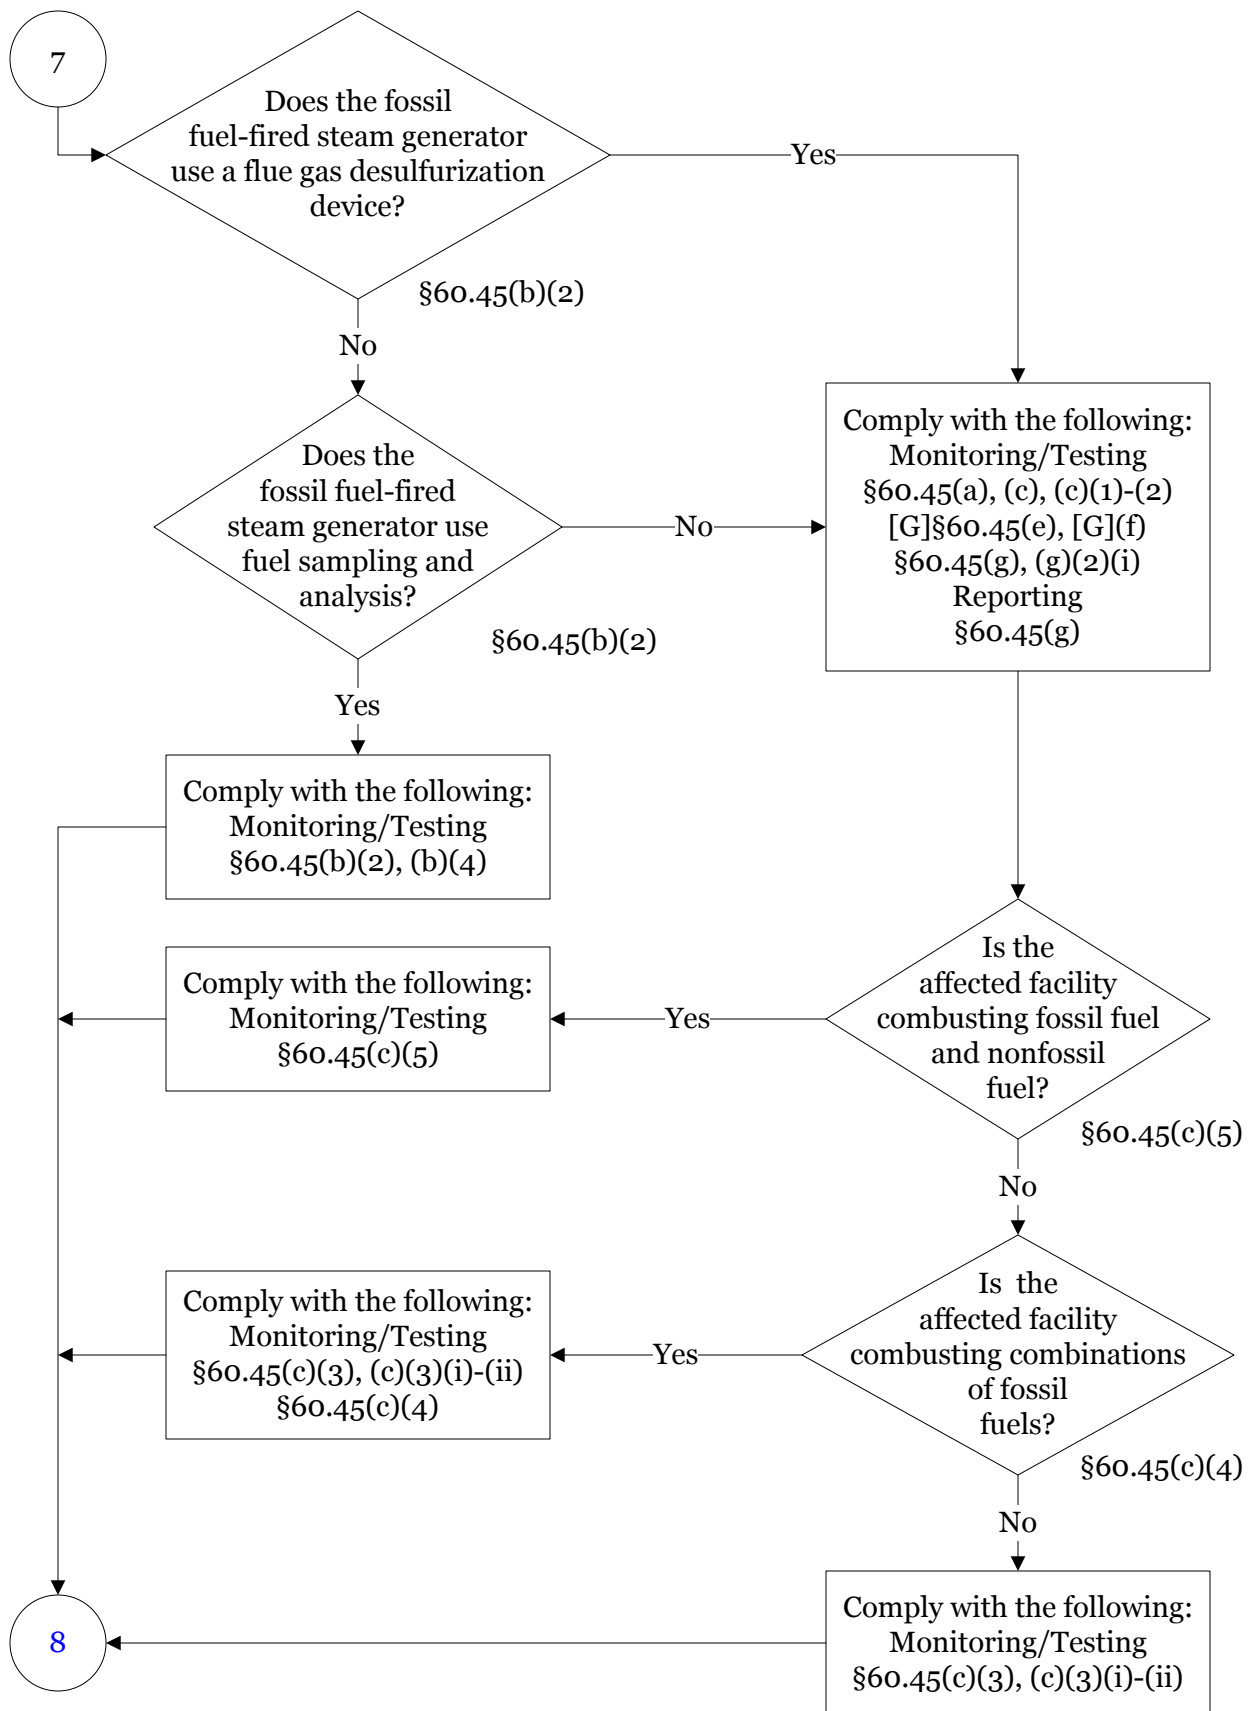 7
Does the fossil
fuel-fired steam generator
use a flue gas desulfurization
device?
Yes
§60.45(b)(2)
No
Does the
fossil fuel-fired
steam generator use
fuel sampling and
analysis?
No
§60.45(b)(2)
Yes
Comply with the following:
Monitoring/Testing
§60.45(a), (c), (c)(1)-(2)
[G]§60.45(e), [G](f)
§60.45(g), (g)(2)(i)
Reporting
§60.45(g)
Comply with the following:
Monitoring/Testing
§60.45(b)(2), (b)(4)
Is the
affected facility
combusting fossil fuel
and nonfossil
fuel?
Yes
§60.45(c)(5)
Comply with the following:
Monitoring/Testing
§60.45(c)(5)
No
Is  the
affected facility
combusting combinations
of fossil
fuels?
Yes
§60.45(c)(4)
Comply with the following:
Monitoring/Testing
§60.45(c)(3), (c)(3)(i)-(ii)
§60.45(c)(4)
No
Comply with the following:
Monitoring/Testing
§60.45(c)(3), (c)(3)(i)-(ii)
8